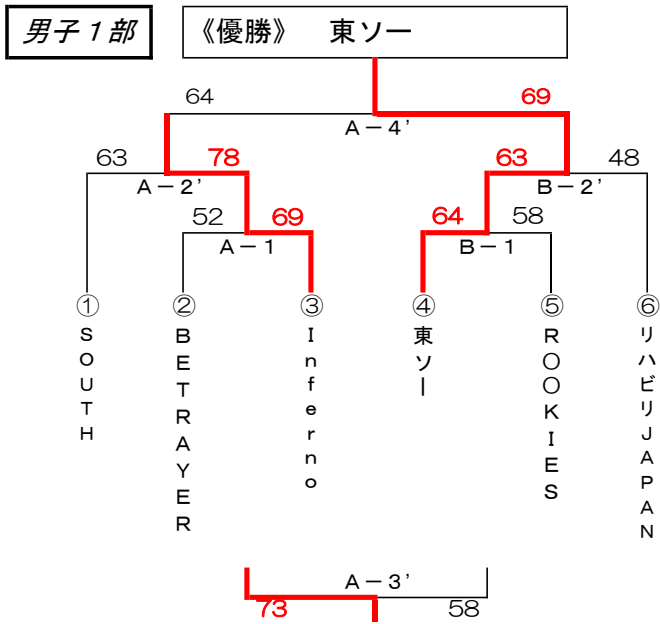 男子１部
《優勝》　東ソー
64
69
Ａ－４’
63
78
63
48
Ａ－２’
Ｂ－２’
52
69
64
58
Ａ－１
Ｂ－１
①
②
③
④
⑤
⑥
ＳＯＵＴＨ
ＢＥＴＲＡＹＥＲ
Ｉｎｆｅｒｎｏ
東ソー
ＲＯＯＫＩＥＳ
リハビリＪＡＰＡＮ
Ａ－３’
73
58